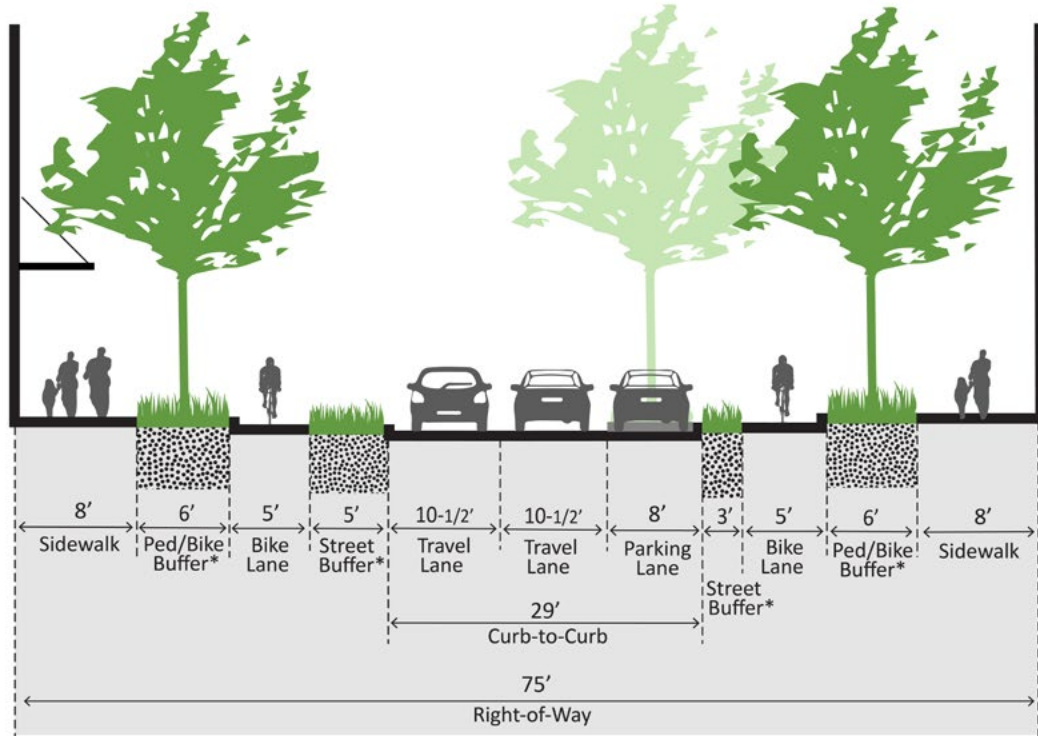 8’
Sidewalk
6’
Ped/Bike
Buffer*
5’
Bike
Lane
5’
Street
Buffer*
10-1/2’
Travel
Lane
10-1/2’
Travel
Lane
8’
Parking
Lane
3’
Street
Buffer*
5’
Bike
Lane
6’
Ped/Bike
Buffer*
8’
Sidewalk
29’
Curb-to-Curb
75’
Right-of-Way